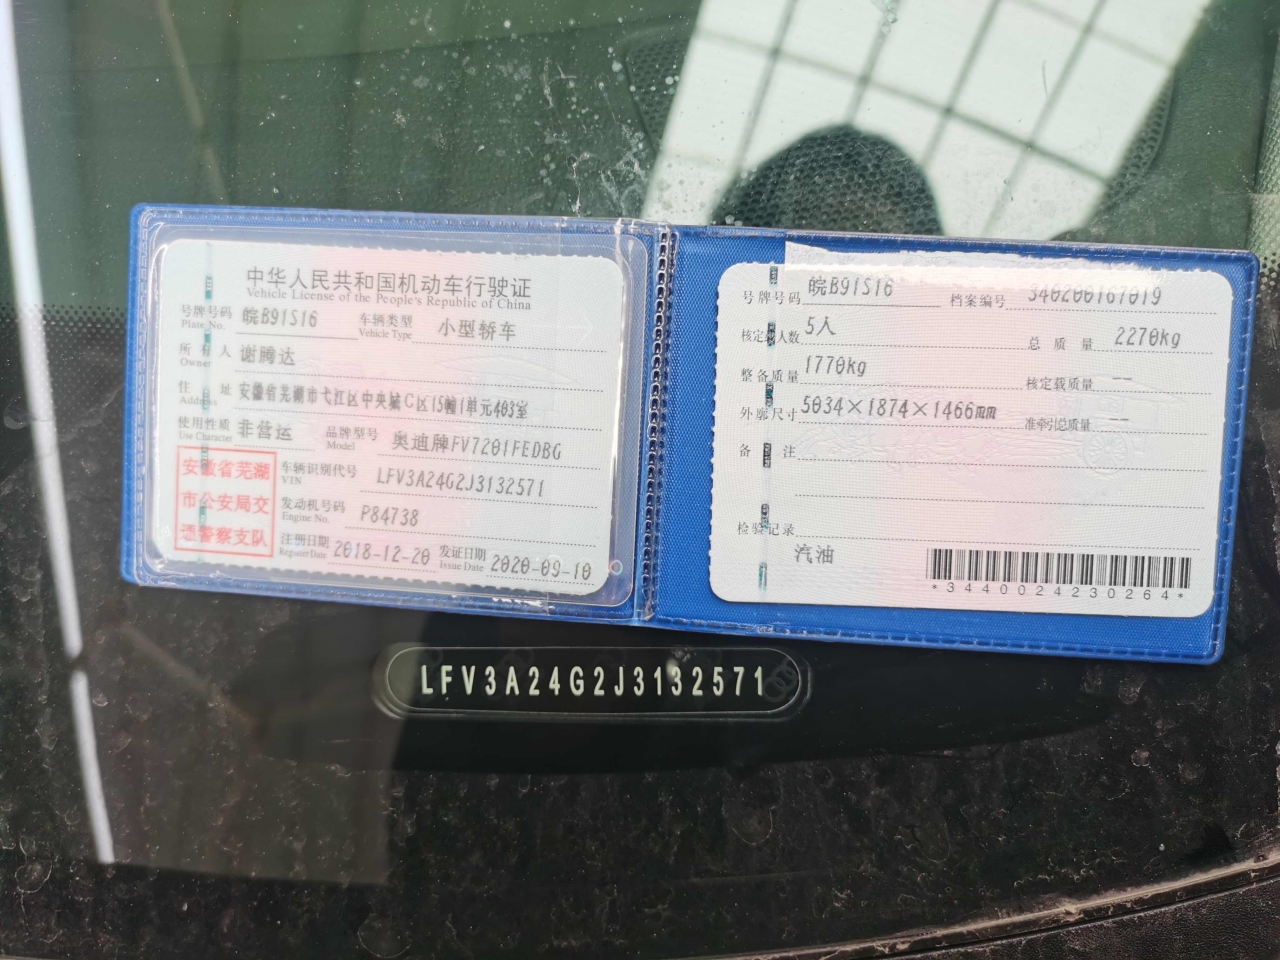 中华人民共和国机动车行驶证
Vehicle License of the People's Republic of China
号牌号码 皖B91S16 车辆类型 小型轿车
Plate No. Vehicle Type
所有人 谢腾达
Owner
住址 安徽省芜湖市弋江区中央城C区15幢1单元403室
Address
使用性质 非营运 品牌型号 奥迪牌FV7201FEDBG
Use Character Model
安徽省芜湖
市公安局交
通警察支队
车辆识别代号 LFV3A24G2J3132571
VIN
发动机号码 P84738
Engine No.
注册日期 2018-12-20 发证日期 2020-09-10
Register Date Issue Date
号牌号码 皖B91S16 档案编号 340200167019
核定载人数 5人 总质量 2270kg
整备质量 1770kg 核定载质量 --
外廓尺寸 5034×1874×1466mm 准牵引总质量 --
备注
检验记录
汽油
*3440024230264*
LFV3A24G2J3132571